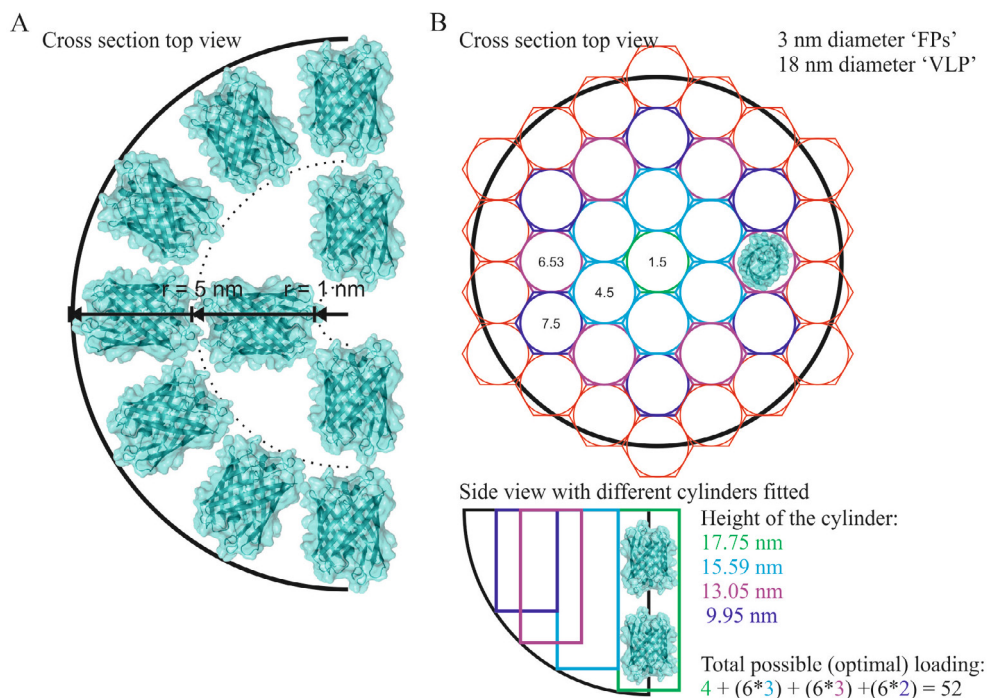 A
Cross section top view
r = 5 nm
r = 1 nm
B
Cross section top view
3 nm diameter ‘FPs’
18 nm diameter ‘VLP’
6.53
1.5
4.5
7.5
Side view with different cylinders fitted
Height of the cylinder:
17.75 nm
15.59 nm
13.05 nm
9.95 nm
Total possible (optimal) loading:
4 + (6*3) + (6*3) +(6*2) = 52